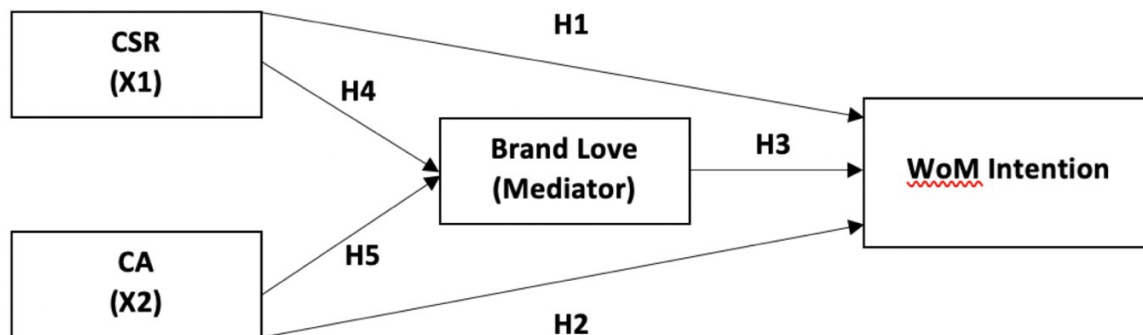 H1
CSR
(X1)
H4
Brand Love
(Mediator)
H3
WoM Intention
H5
CA
(X2)
H2